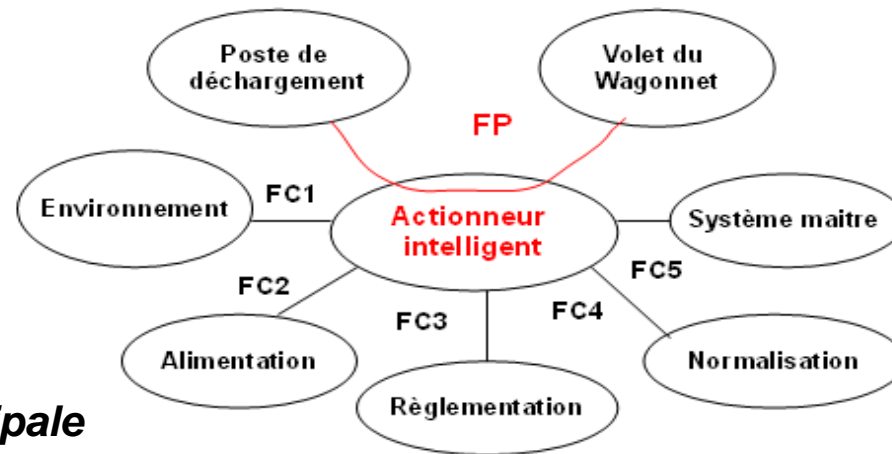 Poste de
déchargement
Volet du
Wagonnet
FP
Environnement
FC1
Actionneur
intelligent
Système maitre
FC2
FC3
FC4
FC5
Alimentation
Règlementation
Normalisation
pale